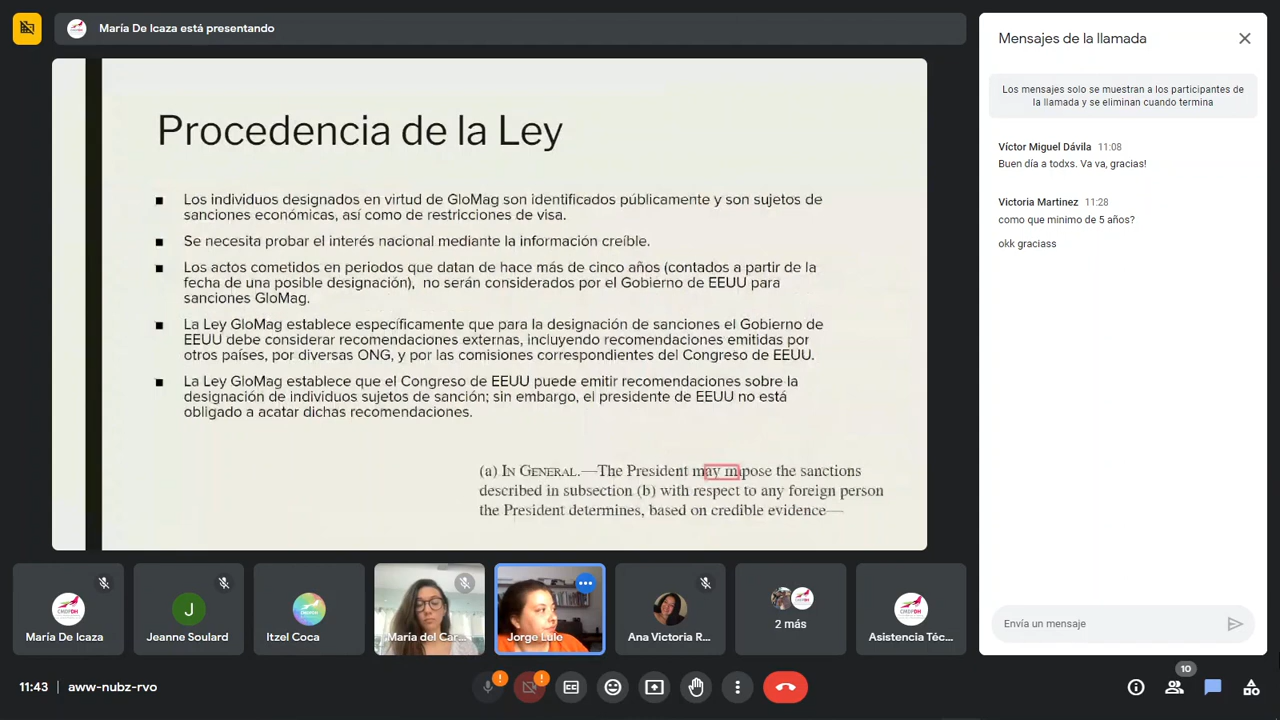 María De Icaza está presentando
Procedencia de la Ley
Los individuos designados en virtud de GloMag son identificados públicamente y son sujetos de
sanciones económicas, así como de restricciones de visa.
Se necesita probar el interés nacional mediante la información creíble.
Los actos cometidos en periodos que datan de hace más de cinco años (contados a partir de la
fecha de una posible designación), no serán considerados por el Gobierno de EEUU para
sanciones GloMag.
La Ley GloMag establece específicamente que para la designación de sanciones el Gobierno de
EEUU debe considerar recomendaciones externas, incluyendo recomendaciones emitidas por
otros países, por diversas ONG, y por las comisiones correspondientes del Congreso de EEUU.
La Ley GloMag establece que el Congreso de EEUU puede emitir recomendaciones sobre la
designación de individuos sujetos de sanción; sin embargo, el presidente de EEUU no está
obligado a acatar dichas recomendaciones.
(a) IN GENERAL.—The President may impose the sanctions
described in subsection (b) with respect to any foreign person
the President determines, based on credible evidence—
Mensajes de la llamada
Los mensajes solo se muestran a los participantes de
la llamada y se eliminan cuando termina
Víctor Miguel Dávila 11:08
Buen día a todxs. Va va, gracias!
Victoria Martinez 11:28
como que minimo de 5 años?
okk graciass
Envía un mensaje
CMDPDH
María De Icaza
J
Jeanne Soulard
Itzel Coca
María del Car...
Jorge Lule
Ana Victoria R...
2 más
CMDPDH
Asistencia Téc...
11:43 aww-nubz-rvo
10